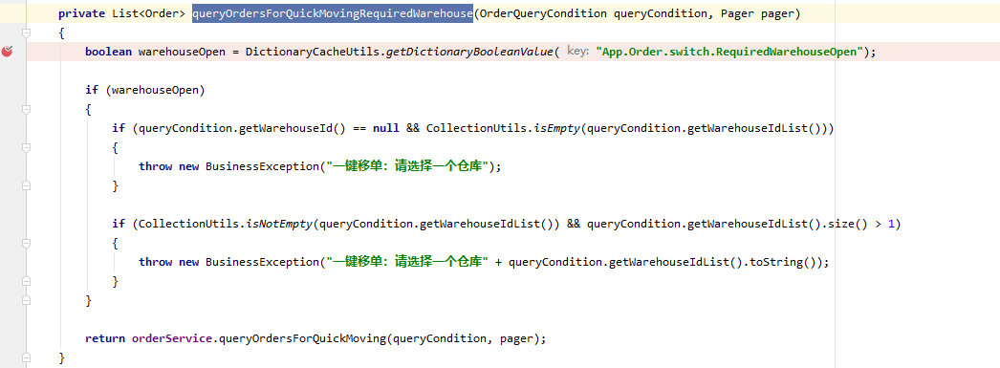 private List<Order> queryOrdersForQuickMovingRequiredWarehouse(OrderQueryCondition queryCondition, Pager pager)
{
boolean warehouseOpen = DictionaryCacheUtils.getDictionaryBooleanValue( key: "App.Order.switch.RequiredWarehouseOpen");
if (warehouseOpen)
{
if (queryCondition.getWarehouseId() == null && CollectionUtils.isEmpty(queryCondition.getWarehouseIdList()))
{
throw new BusinessException("一键移单：请选择一个仓库");
}
if (CollectionUtils.isNotEmpty(queryCondition.getWarehouseIdList()) && queryCondition.getWarehouseIdList().size() > 1)
{
throw new BusinessException("一键移单：请选择一个仓库" + queryCondition.getWarehouseIdList().toString());
}
}
return orderService.queryOrdersForQuickMoving(queryCondition, pager);
}